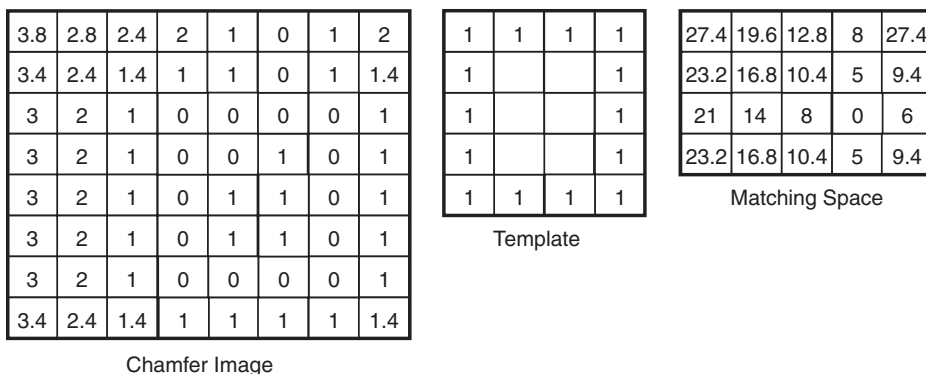 3.8 2.8 2.4 2 1 0 1 2
3.4 2.4 1.4 1 1 0 1 1.4
3 2 1 0 0 0 0 1
3 2 1 0 0 1 0 1
3 2 1 0 1 1 0 1
3 2 1 0 1 1 0 1
3 2 1 0 0 0 0 1
3.4 2.4 1.4 1 1 1 1 1.4
Chamfer Image
1 1 1 1
1 1
1 1
1 1
1 1 1 1
Template
27.4 19.6 12.8 8 27.4
23.2 16.8 10.4 5 9.4
21 14 8 0 6
23.2 16.8 10.4 5 9.4
Matching Space